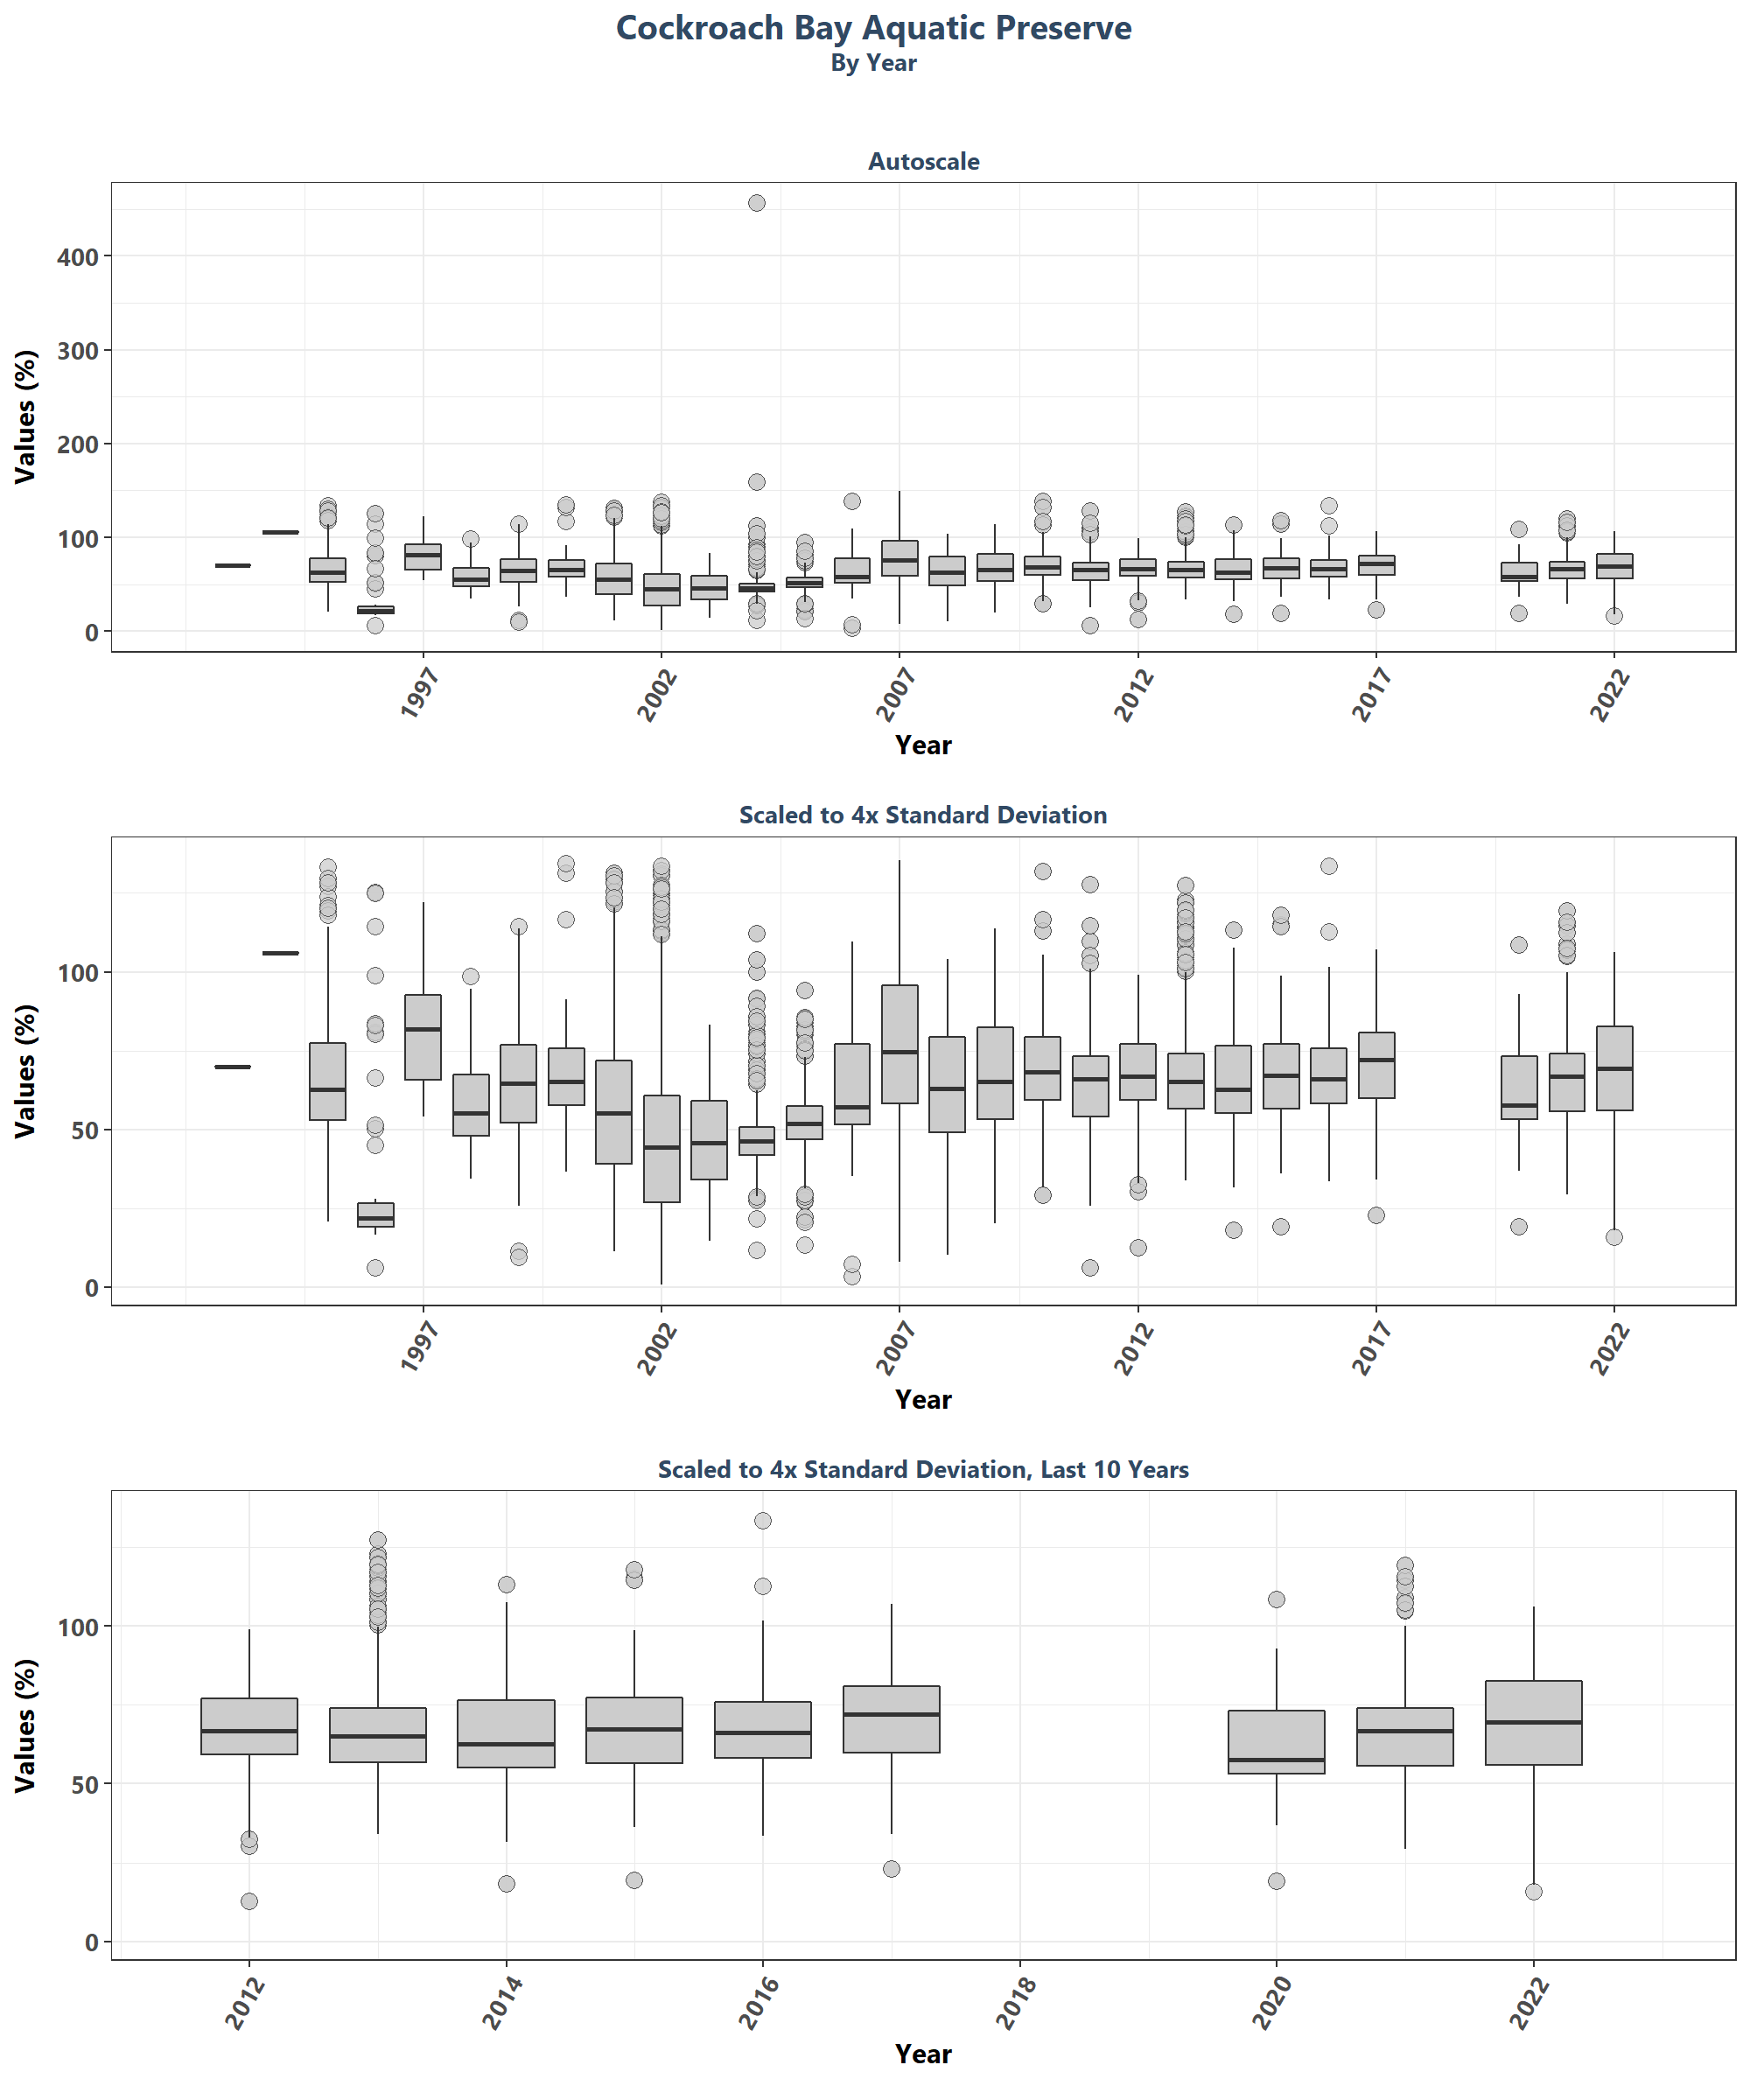 Cockroach Bay Aquatic Preserve
By Year
Autoscale
Values (%)
400
300
200
100
0
1997
2002
2007
2012
2017
2022
Year
Scaled to 4x Standard Deviation
Values (%)
100
50
0
1997
2002
2007
2012
2017
2022
Year
Scaled to 4x Standard Deviation, Last 10 Years
Values (%)
100
50
0
2012
2014
2016
2018
2020
2022
Year